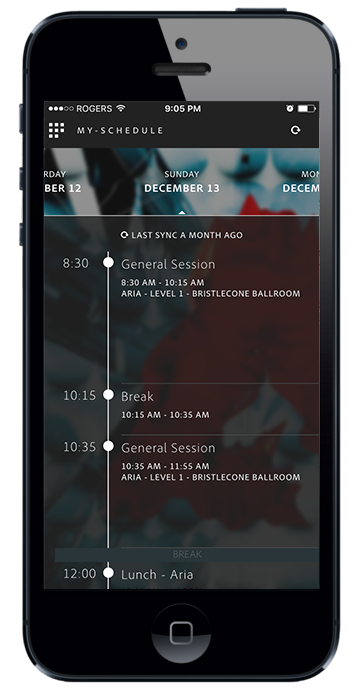 ROGERS 9:05 PM
MY-SCHEDULE
RDAY SUNDAY MON
BER 12 DECEMBER 13 DECEM
LAST SYNC A MONTH AGO
8:30 General Session
8:30 AM - 10:15 AM
ARIA - LEVEL 1 - BRISTLECONE BALLROOM
10:15 Break
10:15 AM - 10:35 AM
10:35 General Session
10:35 AM - 11:55 AM
ARIA - LEVEL 1 - BRISTLECONE BALLROOM
BREAK
12:00 Lunch - Aria